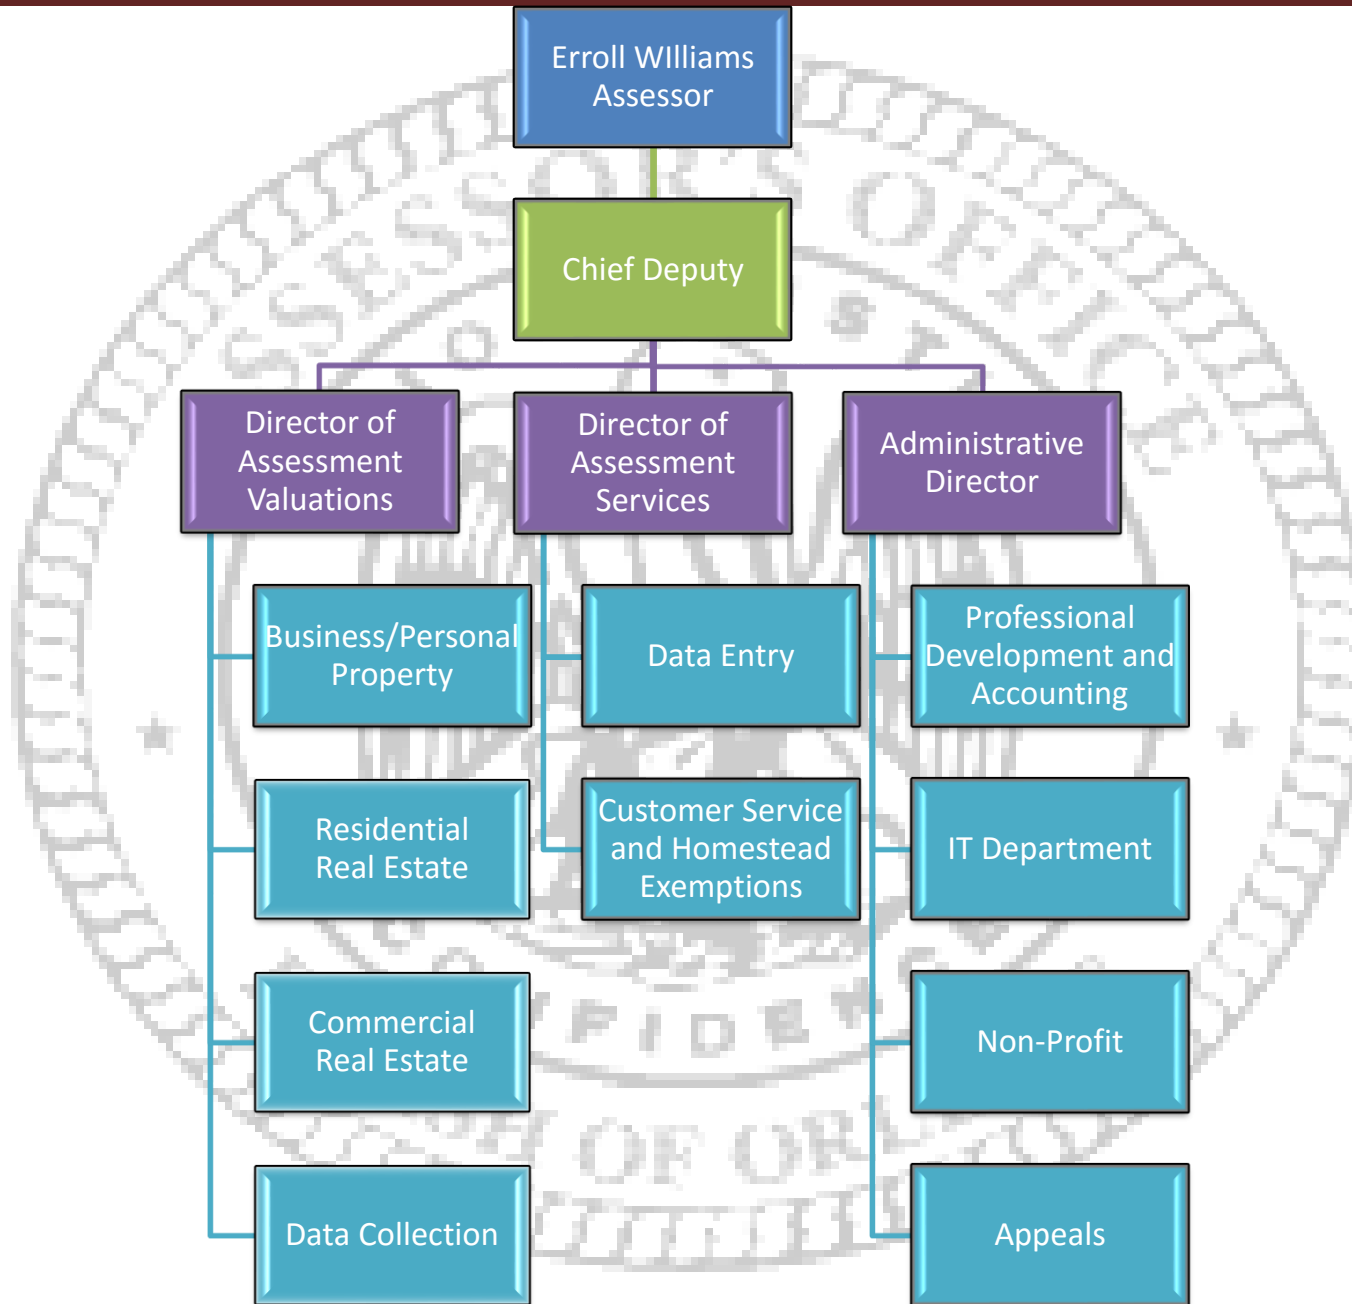 Erroll WIlliams
Assessor
Chief Deputy
Director of
Assessment
Valuations
Director of
Assessment
Services
Administrative
Director
Business/Personal
Property
Data Entry
Professional
Development and
Accounting
Residential
Real Estate
Customer Service
and Homestead
Exemptions
IT Department
Commercial
Real Estate
Non-Profit
Data Collection
Appeals